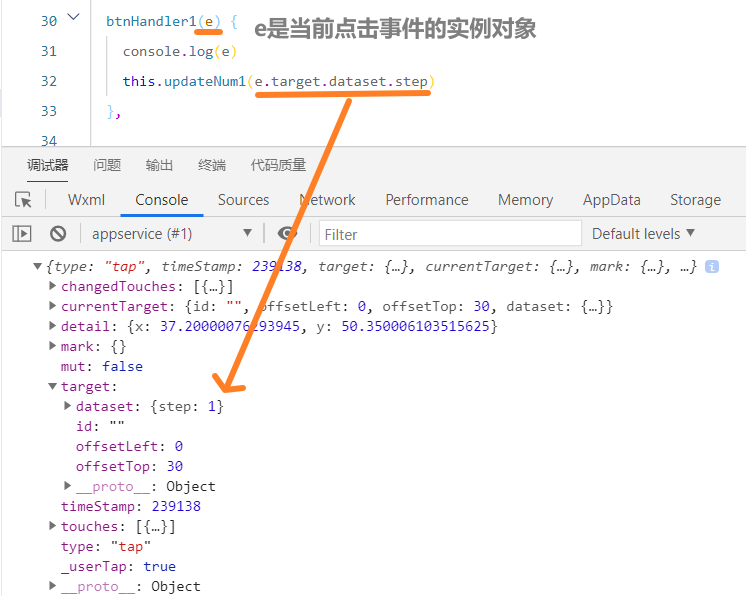 30 btnHandler1(e) { e是当前点击事件的实例对象
31 console.log(e)
32 this.updateNum1(e.target.dataset.step)
33 },
34
调试器 问题 输出 终端 代码质量
Wxml Console Sources Network Performance Memory AppData Storage
appservice (#1) Filter Default levels
{type: "tap", timeStamp: 239138, target: {…}, currentTarget: {…}, mark: {…}, …} i
changedTouches: [{…}]
currentTarget: {id: "", offsetLeft: 0, offsetTop: 30, dataset: {…}}
detail: {x: 37.20000076293945, y: 50.350006103515625}
mark: {}
mut: false
target:
dataset: {step: 1}
id: ""
offsetLeft: 0
offsetTop: 30
__proto__: Object
timeStamp: 239138
touches: [{…}]
type: "tap"
_userTap: true
__proto__: Object